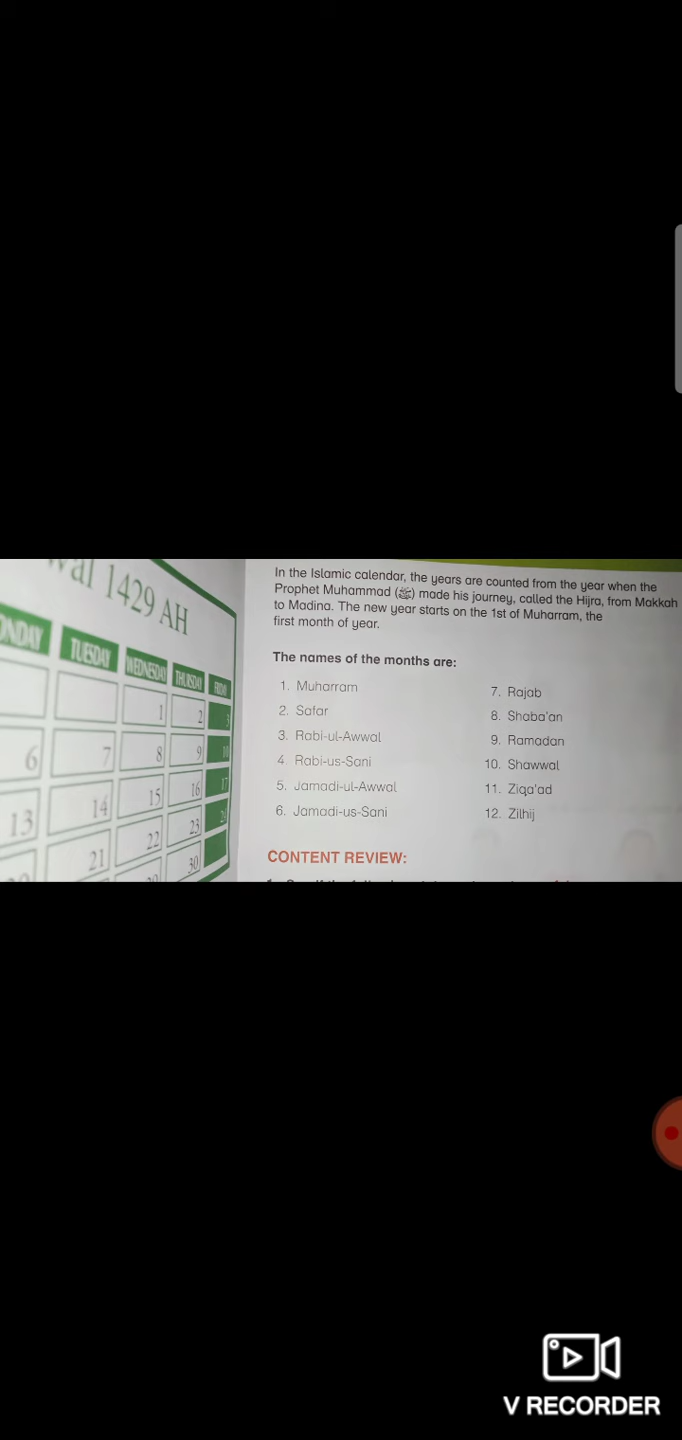 1429 AH
TUESDAY WEDNESDAY THURSDAY FRIDAY
1 2 3
6 7 8 9 10
13 14 15 16 17
21 22 23
30
In the Islamic calendar, the years are counted from the year when the
Prophet Muhammad (ﷺ) made his journey, called the Hijra, from Makkah
to Madina. The new year starts on the 1st of Muharram, the
first month of year.
The names of the months are:
1. Muharram
2. Safar
3. Rabi-ul-Awwal
4. Rabi-us-Sani
5. Jamadi-ul-Awwal
6. Jamadi-us-Sani
7. Rajab
8. Shaba'an
9. Ramadan
10. Shawwal
11. Ziqa'ad
12. Zilhij
CONTENT REVIEW:
V RECORDER